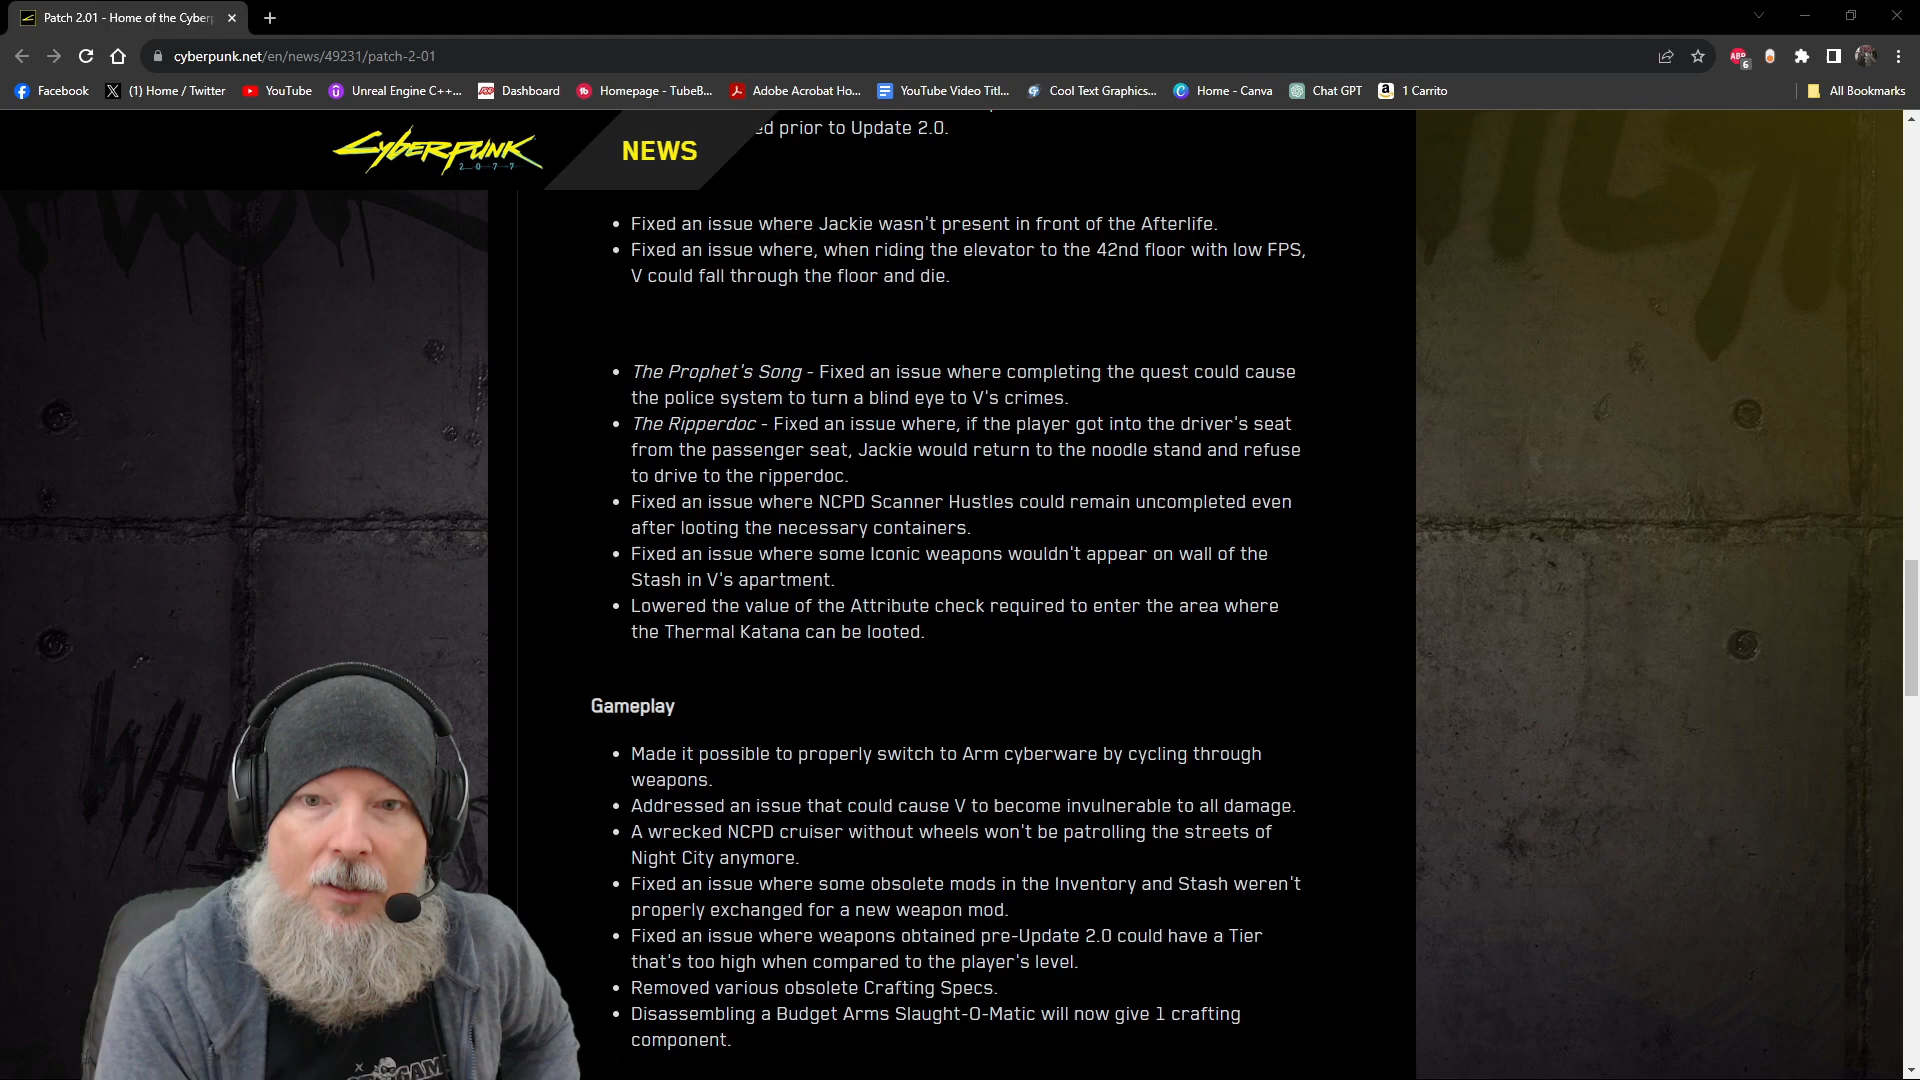 Patch 2.01 - Home of the Cyberp
cyberpunk.net/en/news/49231/patch-2-01
ABP
6
Facebook
(1) Home / Twitter
YouTube
Unreal Engine C++...
Dashboard
Homepage - TubeB...
Adobe Acrobat Ho...
YouTube Video Titl...
Cool Text Graphics...
Home - Canva
Chat GPT
1 Carrito
All Bookmarks
ed prior to Update 2.0.
Cyberpunk
2077
NEWS
• Fixed an issue where Jackie wasn't present in front of the Afterlife.
• Fixed an issue where, when riding the elevator to the 42nd floor with low FPS,
V could fall through the floor and die.
• The Prophet's Song - Fixed an issue where completing the quest could cause
the police system to turn a blind eye to V's crimes.
• The Ripperdoc - Fixed an issue where, if the player got into the driver's seat
from the passenger seat, Jackie would return to the noodle stand and refuse
to drive to the ripperdoc.
• Fixed an issue where NCPD Scanner Hustles could remain uncompleted even
after looting the necessary containers.
• Fixed an issue where some Iconic weapons wouldn't appear on wall of the
Stash in V's apartment.
• Lowered the value of the Attribute check required to enter the area where
the Thermal Katana can be looted.
Gameplay
• Made it possible to properly switch to Arm cyberware by cycling through
weapons.
• Addressed an issue that could cause V to become invulnerable to all damage.
• A wrecked NCPD cruiser without wheels won't be patrolling the streets of
Night City anymore.
• Fixed an issue where some obsolete mods in the Inventory and Stash weren't
properly exchanged for a new weapon mod.
• Fixed an issue where weapons obtained pre-Update 2.0 could have a Tier
that's too high when compared to the player's level.
• Removed various obsolete Crafting Specs.
• Disassembling a Budget Arms Slaught-O-Matic will now give 1 crafting
component.